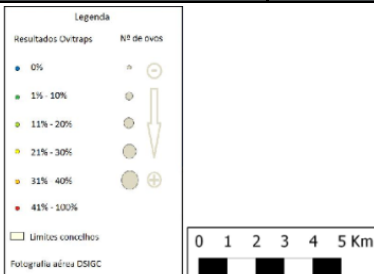 Legenda
Resultados Ovitraps Nº de ovos
0%
1% - 10%
11% - 20%
21% - 30%
31% - 40%
41% - 100%
Limites concelhos
Fotografia aérea DSIGC
0 1 2 3 4 5 Km